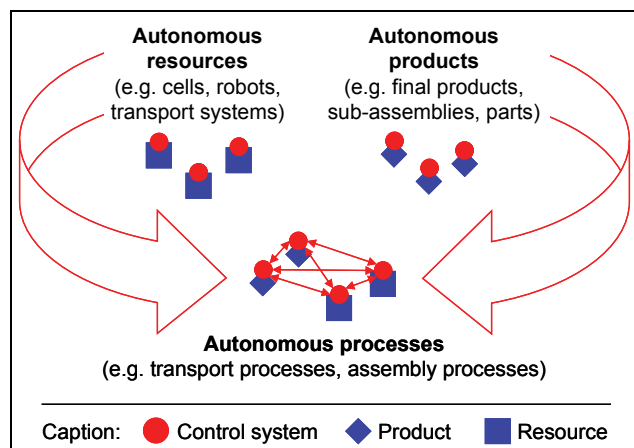 Autonomous
resources
(e.g. cells, robots,
transport systems)
Autonomous
products
(e.g. final products,
sub-assemblies, parts)
Autonomous processes
(e.g. transport processes, assembly processes)
Caption: Control system Product Resource